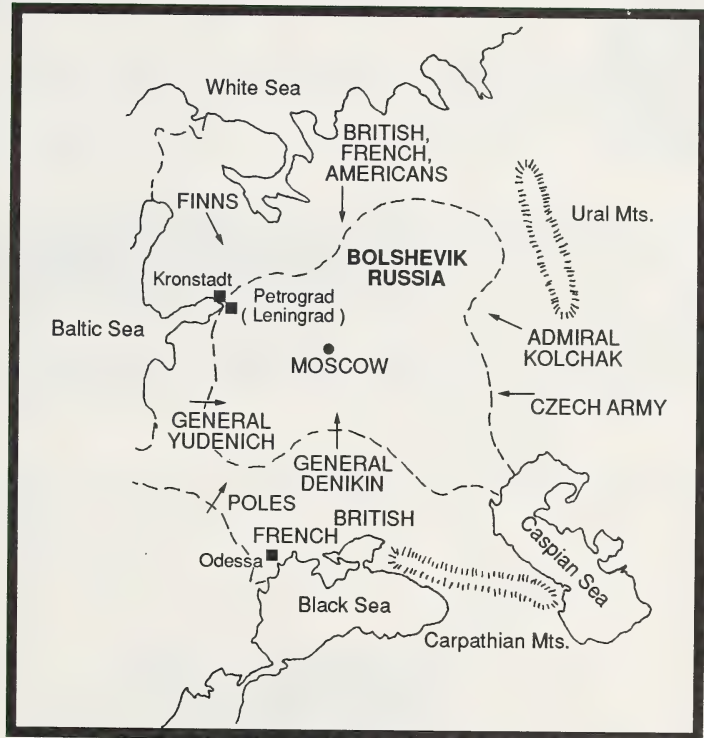 White Sea
BRITISH,
FRENCH,
AMERICANS
FINNS
Ural Mts.
BOLSHEVIK
RUSSIA
Kronstadt
Petrograd
( Leningrad )
Baltic Sea
MOSCOW
ADMIRAL
KOLCHAK
CZECH ARMY
GENERAL
YUDENICH
GENERAL
DENIKIN
POLES
FRENCH
BRITISH
Odessa
Caspian Sea
Black Sea
Carpathian Mts.